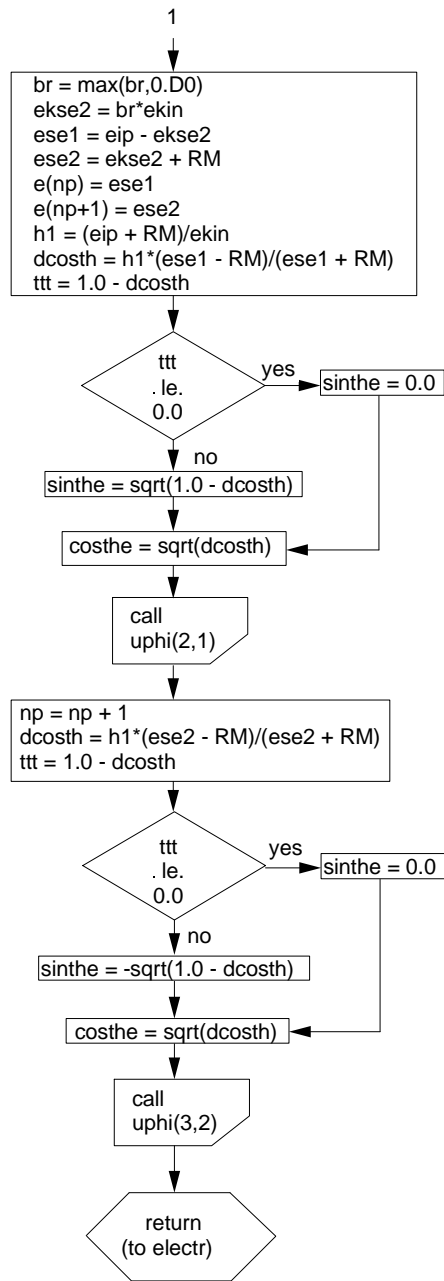 1
br = max(br,0.D0)
ekse2 = br*ekin
ese1 = eip - ekse2
ese2 = ekse2 + RM
e(np) = ese1
e(np+1) = ese2
h1 = (eip + RM)/ekin
dcosth = h1*(ese1 - RM)/(ese1 + RM)
ttt = 1.0 - dcosth
ttt
. le.
0.0
yes
sinthe = 0.0
no
sinthe = sqrt(1.0 - dcosth)
costhe = sqrt(dcosth)
call
uphi(2,1)
np = np + 1
dcosth = h1*(ese2 - RM)/(ese2 + RM)
ttt = 1.0 - dcosth
ttt
. le.
0.0
yes
sinthe = 0.0
no
sinthe = -sqrt(1.0 - dcosth)
costhe = sqrt(dcosth)
call
uphi(3,2)
return
(to electr)